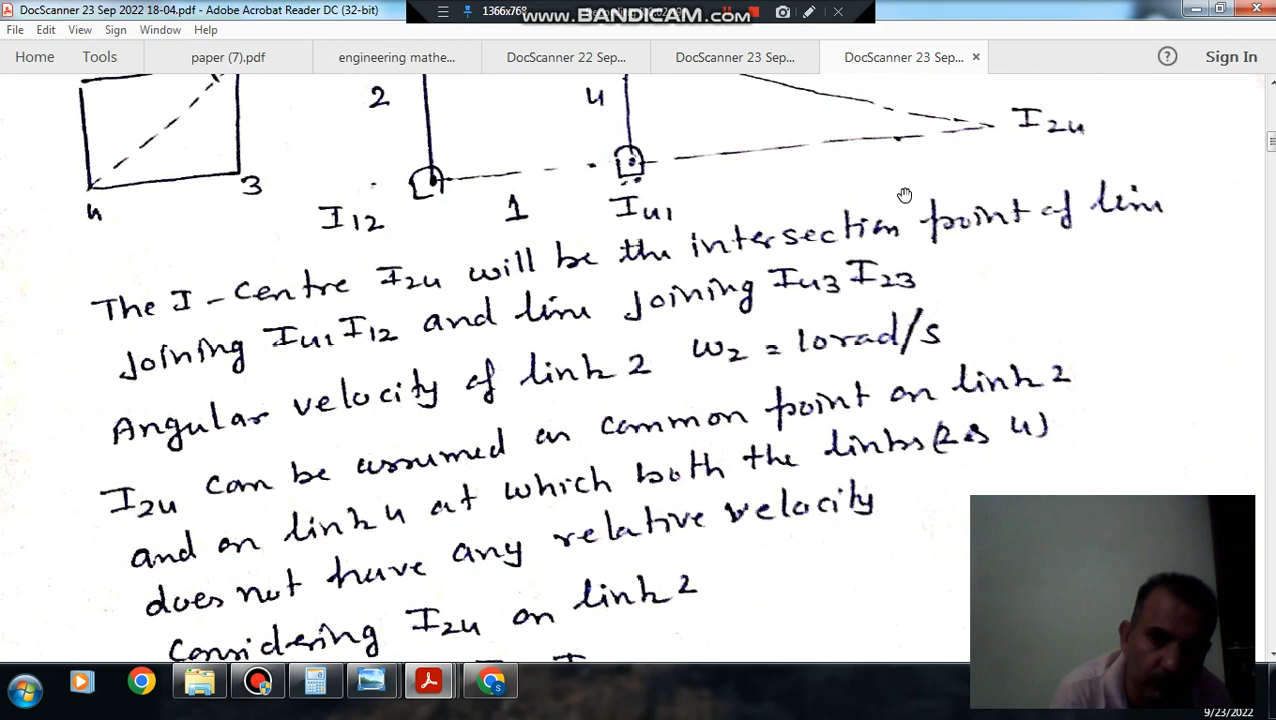 DocScanner 23 Sep 2022 18-04.pdf - Adobe Acrobat Reader DC (32-bit)
1366x768
www.BANDICAM.com
File Edit View Sign Window Help
Home Tools paper (7).pdf engineering mathe... DocScanner 22 Sep... DocScanner 23 Sep... DocScanner 23 Sep... × Sign In
2 4
I24
4 3 I12 1 I41
The I-centre I24 will be the intersection point of line
joining I41 I12 and line joining I43 I23
Angular velocity of link 2 ω2 = 10rad/s
I24 can be assumed an common point on link 2
and on link 4 at which both the links(2 & 4)
does not have any relative velocity
Considering I24 on link 2
9/23/2022